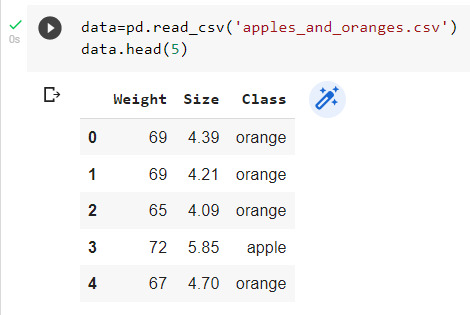 data=pd.read_csv('apples_and_oranges.csv')
data.head(5)
0s
Weight Size Class
0 69 4.39 orange
1 69 4.21 orange
2 65 4.09 orange
3 72 5.85 apple
4 67 4.70 orange